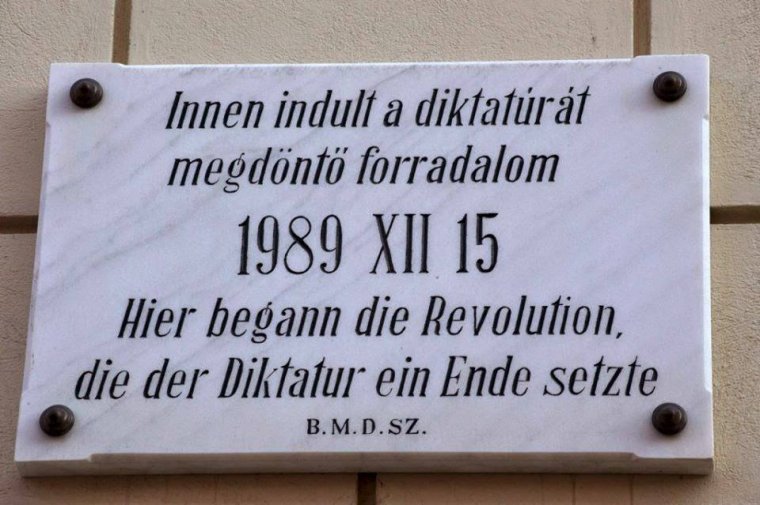 Innen indult a diktatúrát
megdöntő forradalom
1989 XII 15
Hier begann die Revolution,
die der Diktatur ein Ende setzte
B.M.D.SZ.